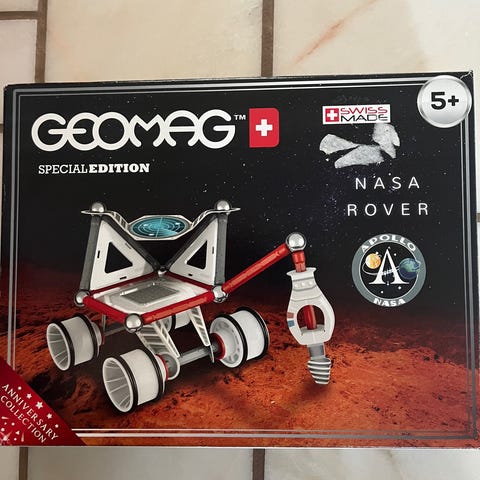 GEOMAG™
SPECIAL EDITION
SWISS
MADE
5+
NASA
ROVER
APOLLO
A
NASA
ANNIVERSARY
COLLECTION